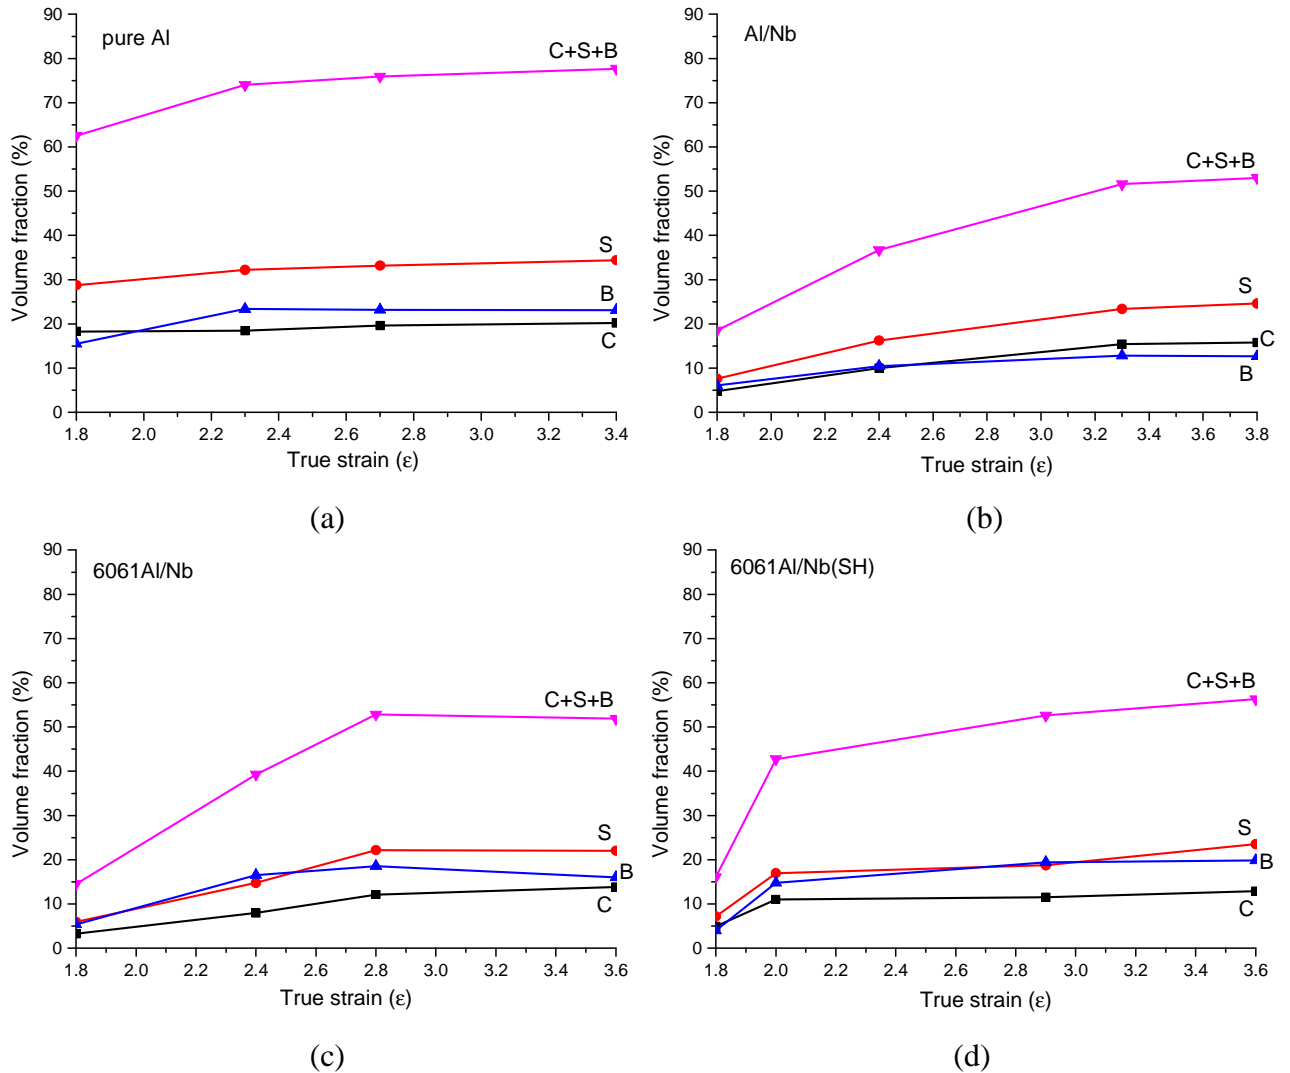 pure Al
C+S+B
S
B
C
Volume fraction (%)
90
80
70
60
50
40
30
20
10
0
1.8 2.0 2.2 2.4 2.6 2.8 3.0 3.2 3.4
True strain (ε)
(a)
Al/Nb
C+S+B
S
C
B
Volume fraction (%)
90
80
70
60
50
40
30
20
10
0
1.8 2.0 2.2 2.4 2.6 2.8 3.0 3.2 3.4 3.6 3.8
True strain (ε)
(b)
6061Al/Nb
C+S+B
S
B
C
Volume fraction (%)
90
80
70
60
50
40
30
20
10
0
1.8 2.0 2.2 2.4 2.6 2.8 3.0 3.2 3.4 3.6
True strain (ε)
(c)
6061Al/Nb(SH)
C+S+B
S
B
C
Volume fraction (%)
90
80
70
60
50
40
30
20
10
0
1.8 2.0 2.2 2.4 2.6 2.8 3.0 3.2 3.4 3.6
True strain (ε)
(d)